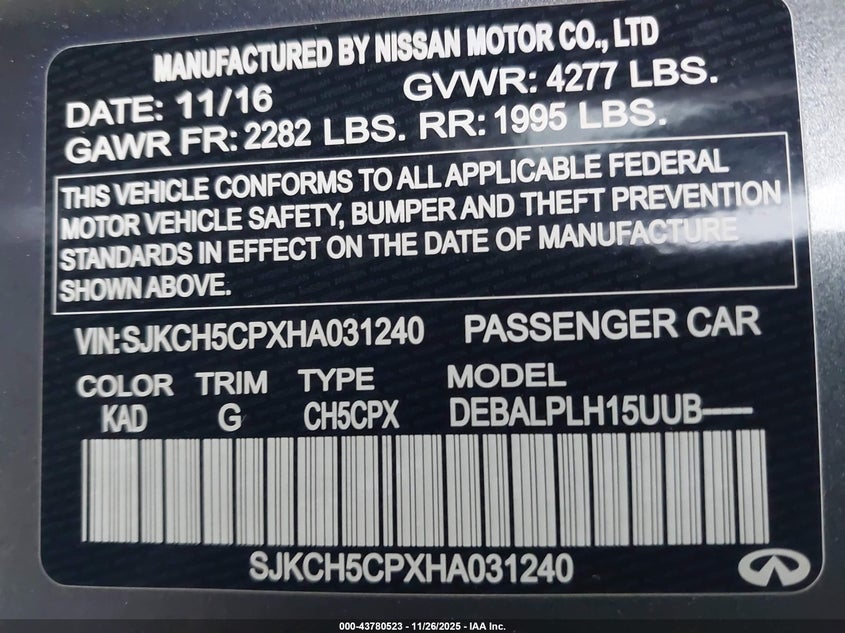 MANUFACTURED BY NISSAN MOTOR CO., LTD
DATE: 11/16 GVWR: 4277 LBS.
GAWR FR: 2282 LBS. RR: 1995 LBS.
THIS VEHICLE CONFORMS TO ALL APPLICABLE FEDERAL
MOTOR VEHICLE SAFETY, BUMPER AND THEFT PREVENTION
STANDARDS IN EFFECT ON THE DATE OF MANUFACTURE
SHOWN ABOVE.
VIN: SJKCH5CPXHA031240 PASSENGER CAR
COLOR TRIM TYPE MODEL
KAD G CH5CPX DEBALPLH15UUB-----
SJKCH5CPXHA031240
000-43780523 - 11/26/2025 - IAA Inc.